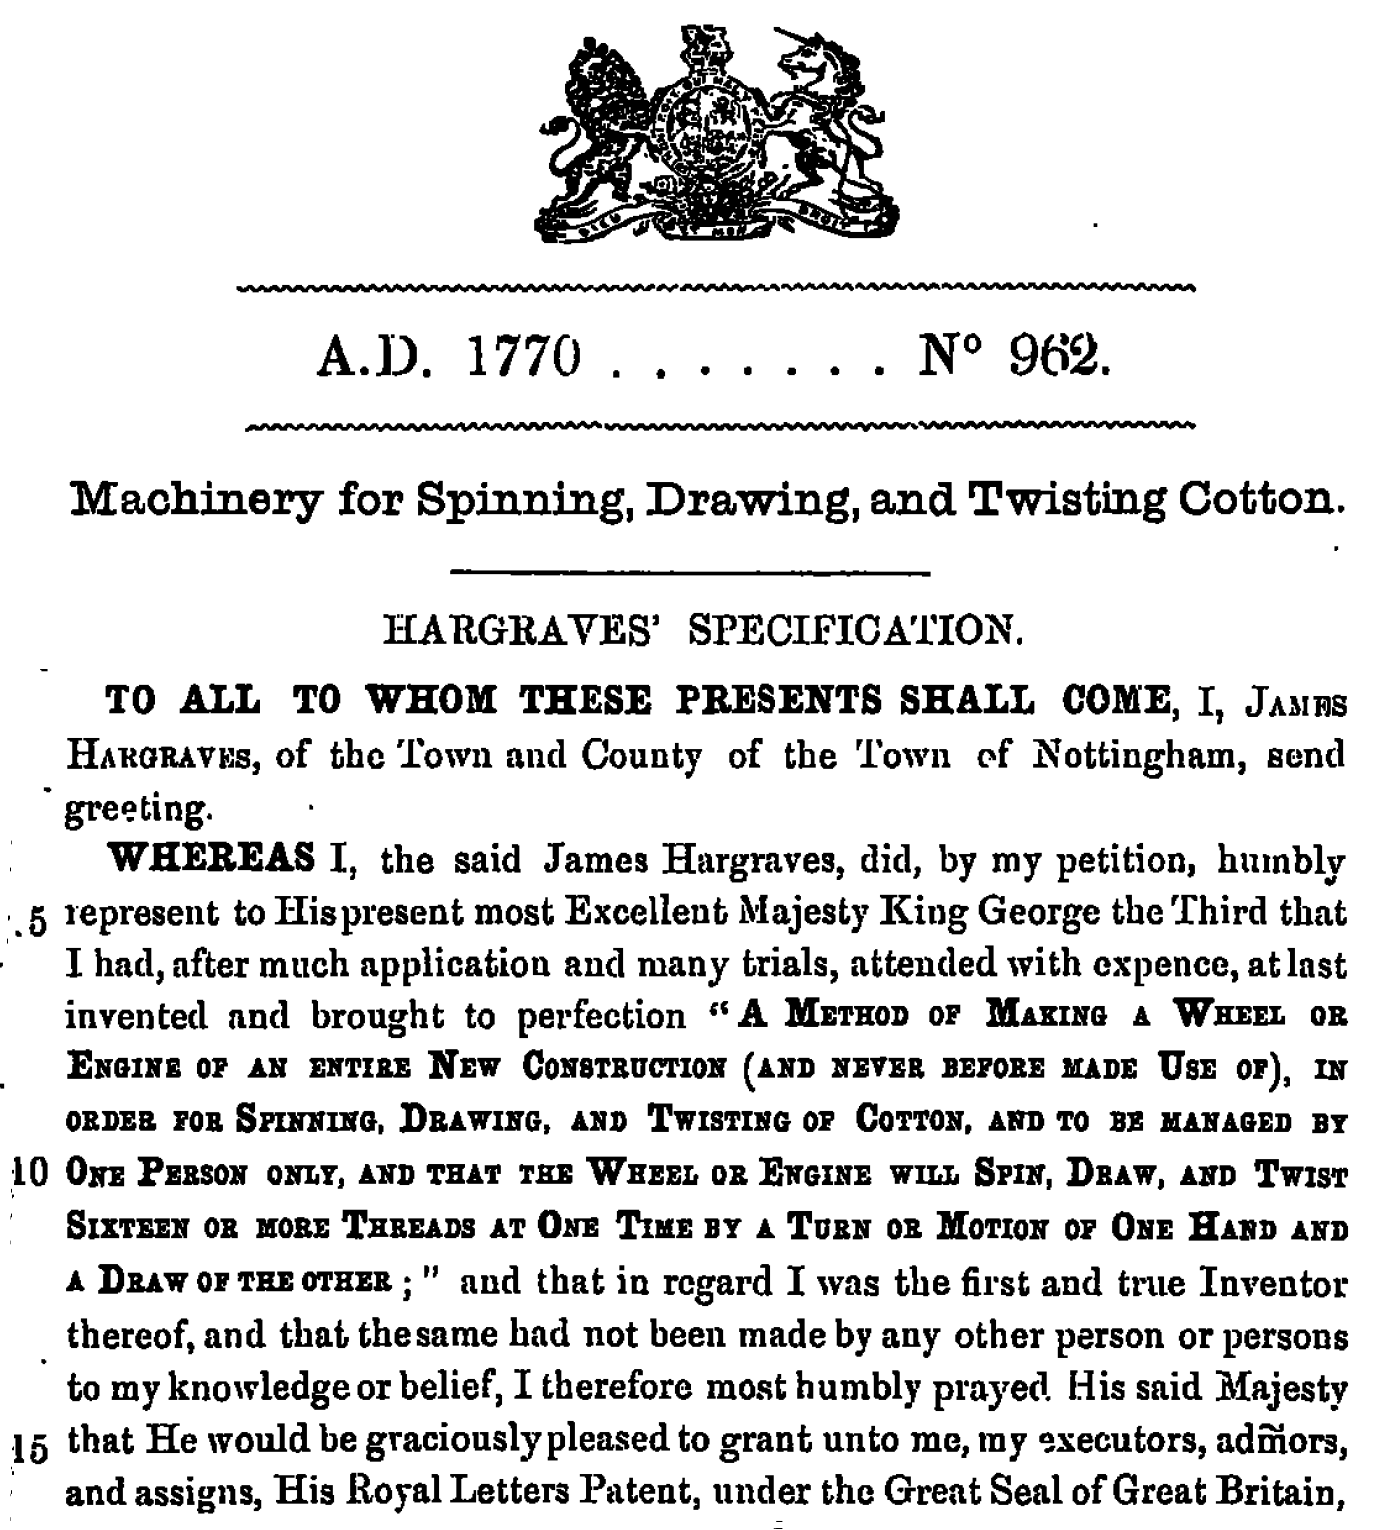 DIEU ET MON DROIT
A.D. 1770 . . . . . . . Nº 962.
Machinery for Spinning, Drawing, and Twisting Cotton.
HARGRAVES' SPECIFICATION.
TO ALL TO WHOM THESE PRESENTS SHALL COME, I, JAMES
HARGRAVES, of the Town and County of the Town of Nottingham, send
greeting.
WHEREAS I, the said James Hargraves, did, by my petition, humbly
5 represent to His present most Excellent Majesty King George the Third that
I had, after much application and many trials, attended with expence, at last
invented and brought to perfection "A METHOD OF MAKING A WHEEL OR
ENGINE OF AN ENTIRE NEW CONSTRUCTION (AND NEVER BEFORE MADE USE OF), IN
ORDER FOR SPINNING, DRAWING, AND TWISTING OF COTTON, AND TO BE MANAGED BY
10 ONE PERSON ONLY, AND THAT THE WHEEL OR ENGINE WILL SPIN, DRAW, AND TWIST
SIXTEEN OR MORE THREADS AT ONE TIME BY A TURN OR MOTION OF ONE HAND AND
A DRAW OF THE OTHER;" and that in regard I was the first and true Inventor
thereof, and that the same had not been made by any other person or persons
to my knowledge or belief, I therefore most humbly prayed His said Majesty
15 that He would be graciously pleased to grant unto me, my executors, adm̃ors,
and assigns, His Royal Letters Patent, under the Great Seal of Great Britain,